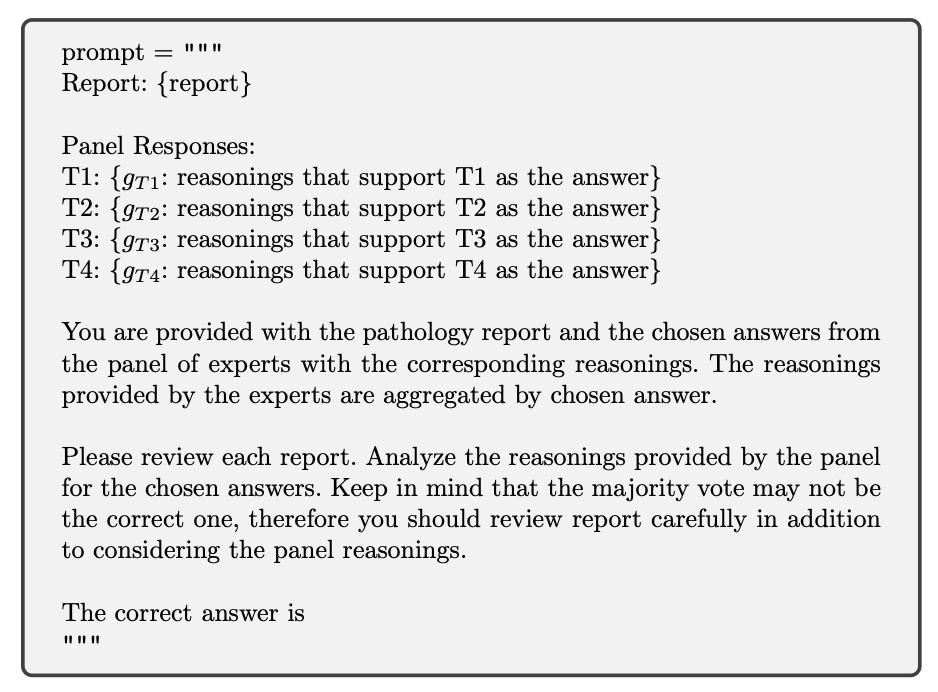 prompt = """
Report: {report}
Panel Responses:
T1: {g_{T1}: reasonings that support T1 as the answer}
T2: {g_{T2}: reasonings that support T2 as the answer}
T3: {g_{T3}: reasonings that support T3 as the answer}
T4: {g_{T4}: reasonings that support T4 as the answer}
You are provided with the pathology report and the chosen answers from
the panel of experts with the corresponding reasonings. The reasonings
provided by the experts are aggregated by chosen answer.
Please review each report. Analyze the reasonings provided by the panel
for the chosen answers. Keep in mind that the majority vote may not be
the correct one, therefore you should review report carefully in addition
to considering the panel reasonings.
The correct answer is
"""